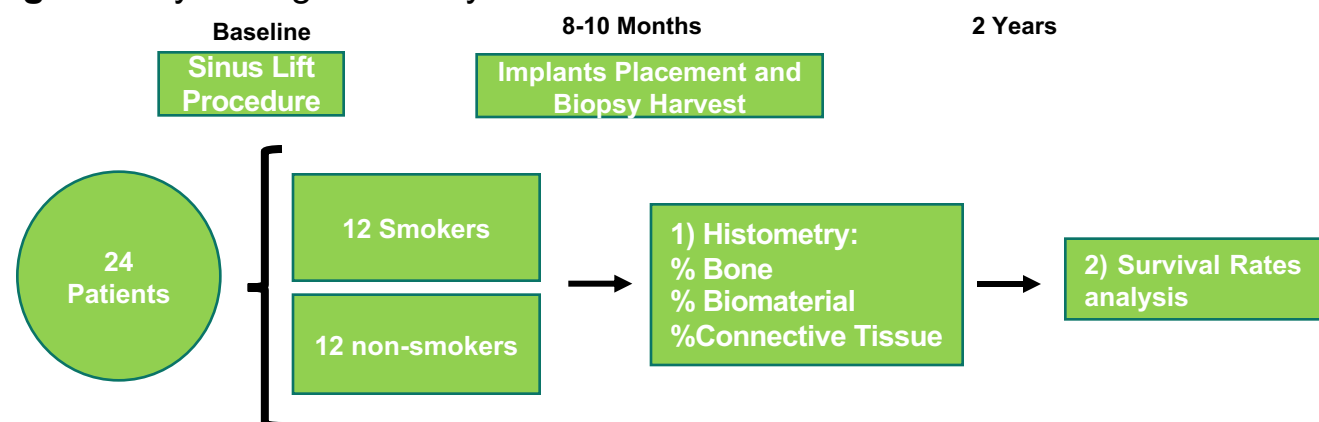 Baseline
8-10 Months
2 Years
Sinus Lift
Procedure
Implants Placement and
Biopsy Harvest
24
Patients
12 Smokers
12 non-smokers
1) Histometry:
% Bone
% Biomaterial
%Connective Tissue
2) Survival Rates
analysis